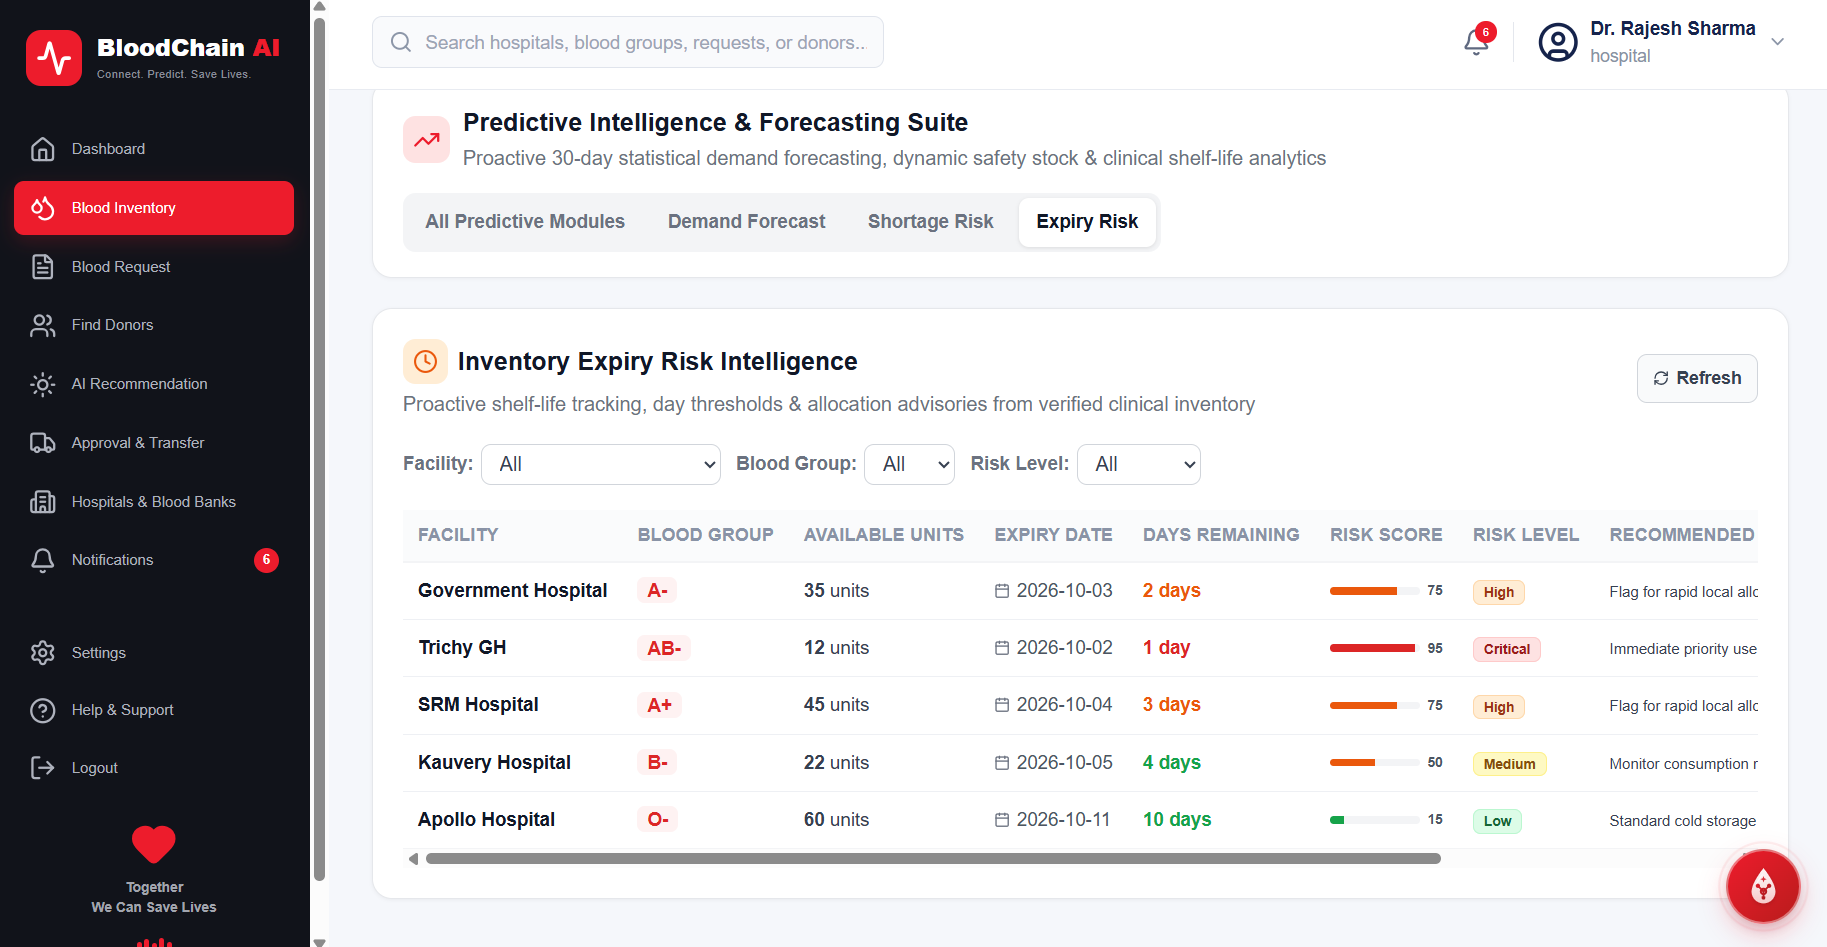 BloodChain AI
Connect. Predict. Save Lives.
Dashboard
Blood Inventory
Blood Request
Find Donors
AI Recommendation
Approval & Transfer
Hospitals & Blood Banks
Notifications
6
Settings
Help & Support
Logout
Together
We Can Save Lives
Search hospitals, blood groups, requests, or donors...
6
Dr. Rajesh Sharma
hospital
Predictive Intelligence & Forecasting Suite
Proactive 30-day statistical demand forecasting, dynamic safety stock & clinical shelf-life analytics
All Predictive Modules Demand Forecast Shortage Risk Expiry Risk
Inventory Expiry Risk Intelligence
Proactive shelf-life tracking, day thresholds & allocation advisories from verified clinical inventory
Refresh
Facility: All Blood Group: All Risk Level: All
FACILITY BLOOD GROUP AVAILABLE UNITS EXPIRY DATE DAYS REMAINING RISK SCORE RISK LEVEL RECOMMENDED
Government Hospital A- 35 units 2026-10-03 2 days 75 High Flag for rapid local allo
Trichy GH AB- 12 units 2026-10-02 1 day 95 Critical Immediate priority use
SRM Hospital A+ 45 units 2026-10-04 3 days 75 High Flag for rapid local allo
Kauvery Hospital B- 22 units 2026-10-05 4 days 50 Medium Monitor consumption r
Apollo Hospital O- 60 units 2026-10-11 10 days 15 Low Standard cold storage